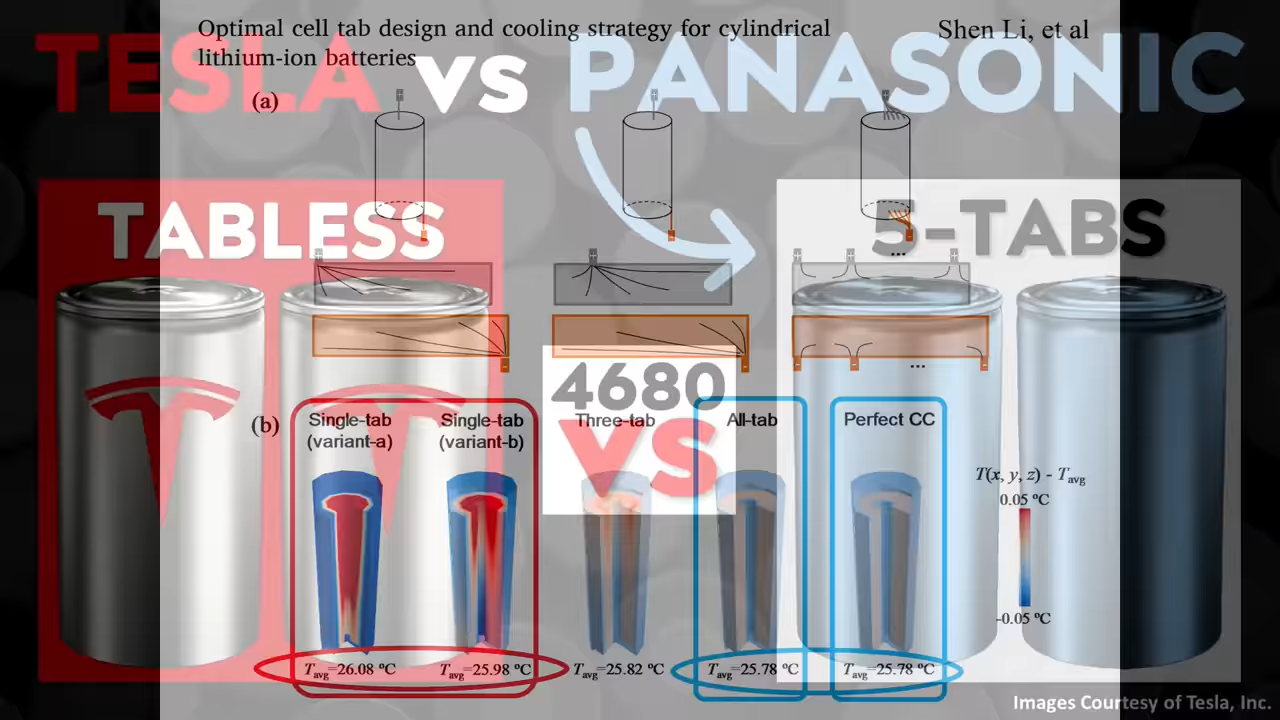 Optimal cell tab design and cooling strategy for cylindrical
lithium-ion batteries
Shen Li, et al
TESLA VS PANASONIC
(a)
TABLESS
5-TABS
...
...
4680
VS
(b)
Single-tab
(variant-a)
Single-tab
(variant-b)
Three-tab
All-tab
Perfect CC
T(x, y, z) - Tavg
0.05 ºC
-0.05 ºC
Tavg=26.08 ºC
Tavg=25.98 ºC
Tavg=25.82 ºC
Tavg=25.78 ºC
Tavg=25.78 ºC
Images Courtesy of Tesla, Inc.